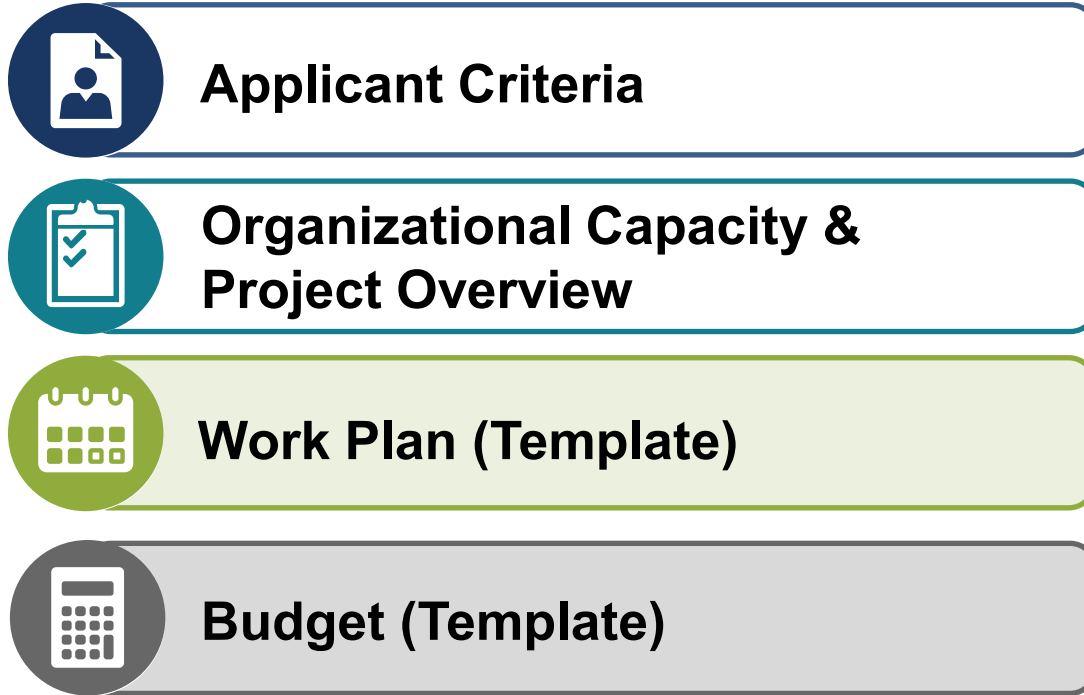 Applicant Criteria
Organizational Capacity &
Project Overview
Work Plan (Template)
Budget (Template)